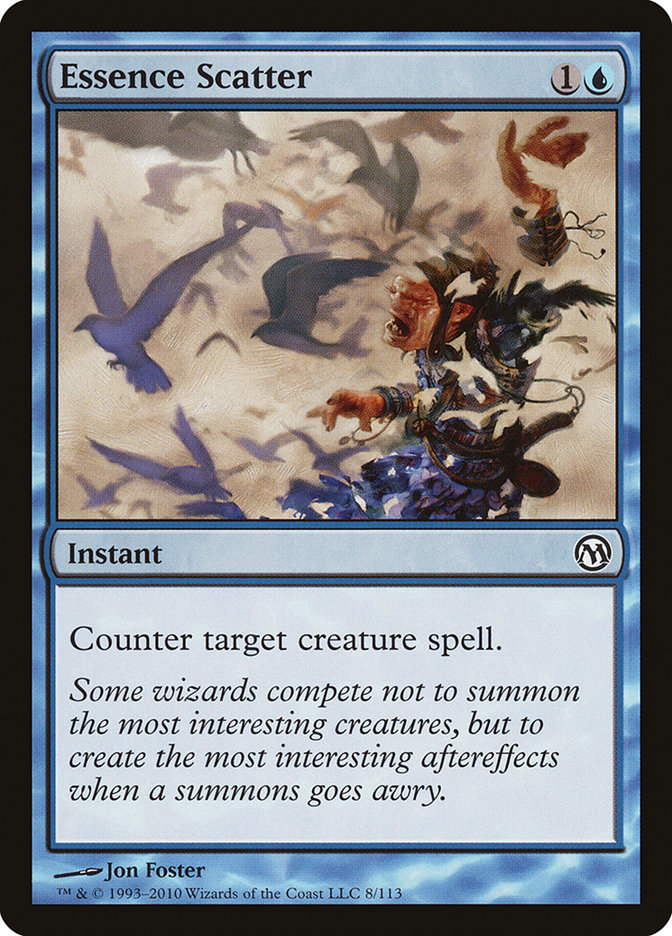 Essence Scatter 1
Instant
Counter target creature spell.
Some wizards compete not to summon
the most interesting creatures, but to
create the most interesting aftereffects
when a summons goes awry.
Jon Foster
™ & © 1993–2010 Wizards of the Coast LLC 8/113